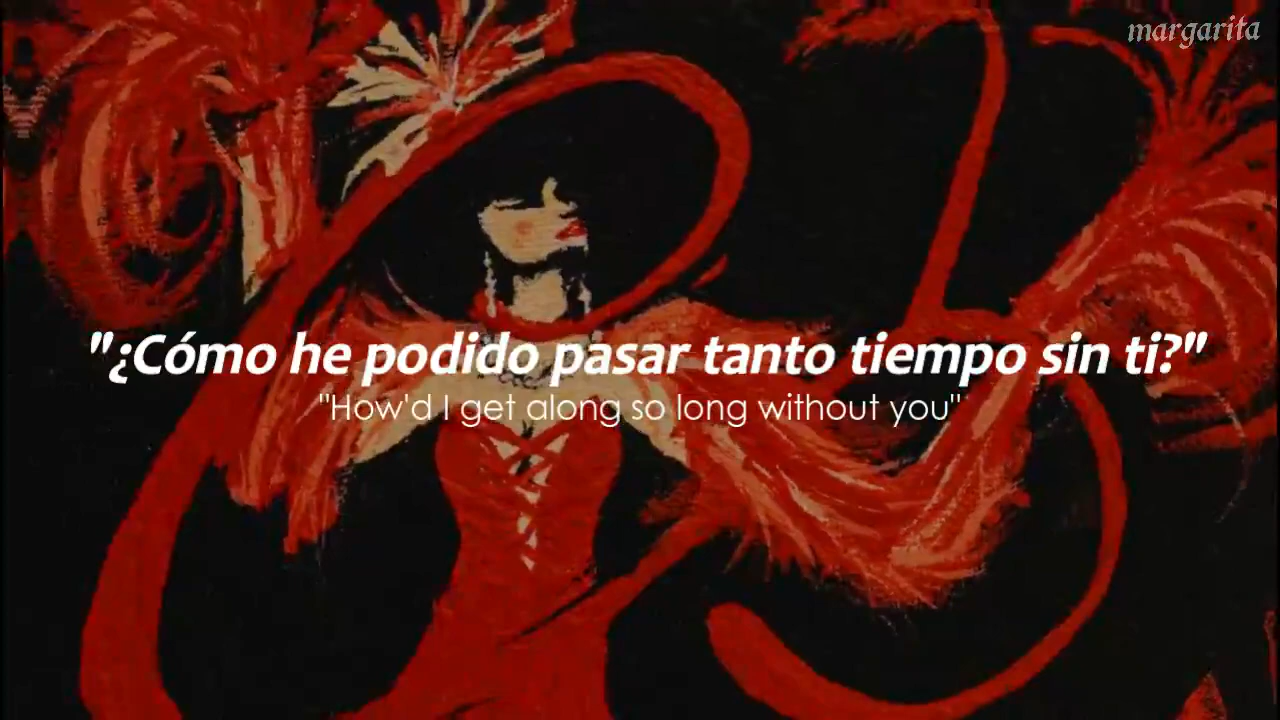 margarita
"¿Cómo he podido pasar tanto tiempo sin ti?"
"How'd I get along so long without you"